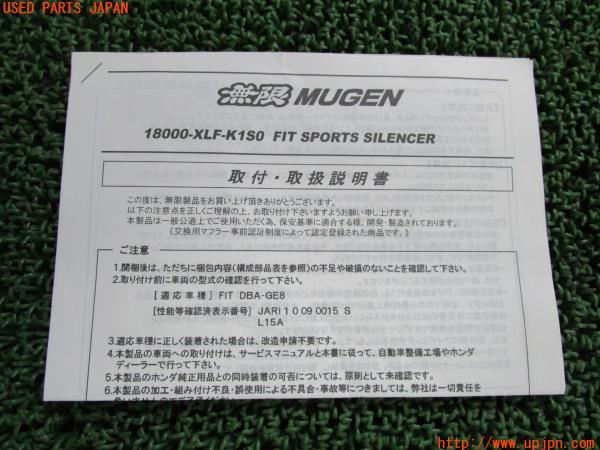 USED PARTS JAPAN
無限 MUGEN
18000-XLF-K1S0 FIT SPORTS SILENCER
取付・取扱説明書
この度は、無限製品をお買い上げ頂きありがとうございます。
以下の注意点を正しくご理解の上、お取り付け下さいますようお願い申し上げます。
本製品は一般公道上でご使用いただく為、保安基準に適合する様、開発・製造されております。
《交換用マフラー事前認証制度によって認定登録された商品です。》
ご注意
1.開梱後は、ただちに梱包内容(構成部品表を参照)の不足や破損のないことを確認して下さい。
2.取り付け前に車両の型式の確認を行って下さい。
[適応車種] FIT DBA-GE8
[性能等確認済表示番号] JARI 10 09 0015 S
L15A
3.適応車種に正しく装着された場合は、改造申請不要です。
4.本製品の車両への取り付けは、サービスマニュアルと本書に従って、自動車整備工場やホンダ
ディーラーで行って下さい。
5.本製品のホンダ純正用品との同時装着の可否については、原則として未確認です。
6.本製品の加工・組み付け不良・誤使用による不具合・事故等につきましては、弊社は一切責任を
http://www.upjpn.com/